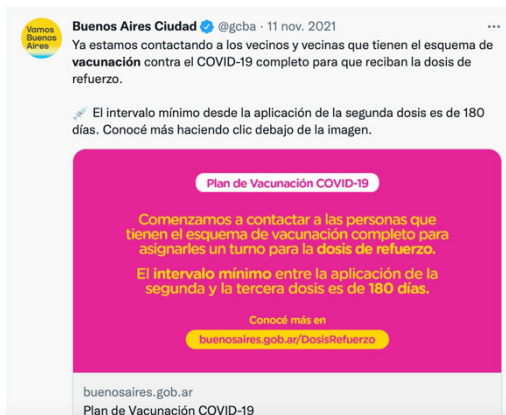 Vamos
Buenos
Aires
Buenos Aires Ciudad @gcba · 11 nov. 2021
Ya estamos contactando a los vecinos y vecinas que tienen el esquema de
vacunación contra el COVID-19 completo para que reciban la dosis de
refuerzo.
El intervalo mínimo desde la aplicación de la segunda dosis es de 180
días. Conocé más haciendo clic debajo de la imagen.
Plan de Vacunación COVID-19
Comenzamos a contactar a las personas que
tienen el esquema de vacunación completo para
asignarles un turno para la dosis de refuerzo.
El intervalo mínimo entre la aplicación de la
segunda y la tercera dosis es de 180 días.
Conocé más en
buenosaires.gob.ar/DosisRefuerzo
buenosaires.gob.ar
Plan de Vacunación COVID-19